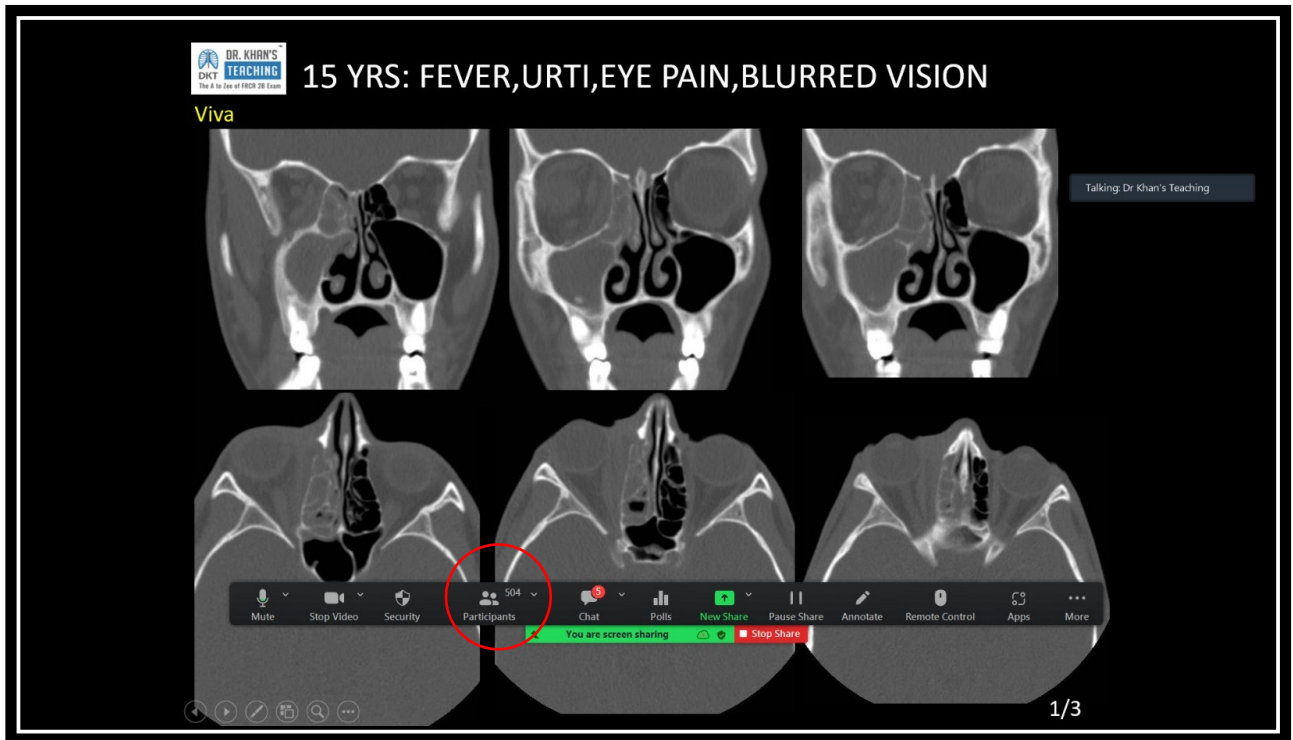 DR. KHAN'S
TEACHING
DKT
The A to Zee of FRCR 2B Exam
15 YRS: FEVER,URTI,EYE PAIN,BLURRED VISION
Viva
Talking: Dr Khan's Teaching
504
5
Mute
Stop Video
Security
Participants
Chat
Polls
New Share
Pause Share
Annotate
Remote Control
Apps
More
You are screen sharing
Stop Share
1/3